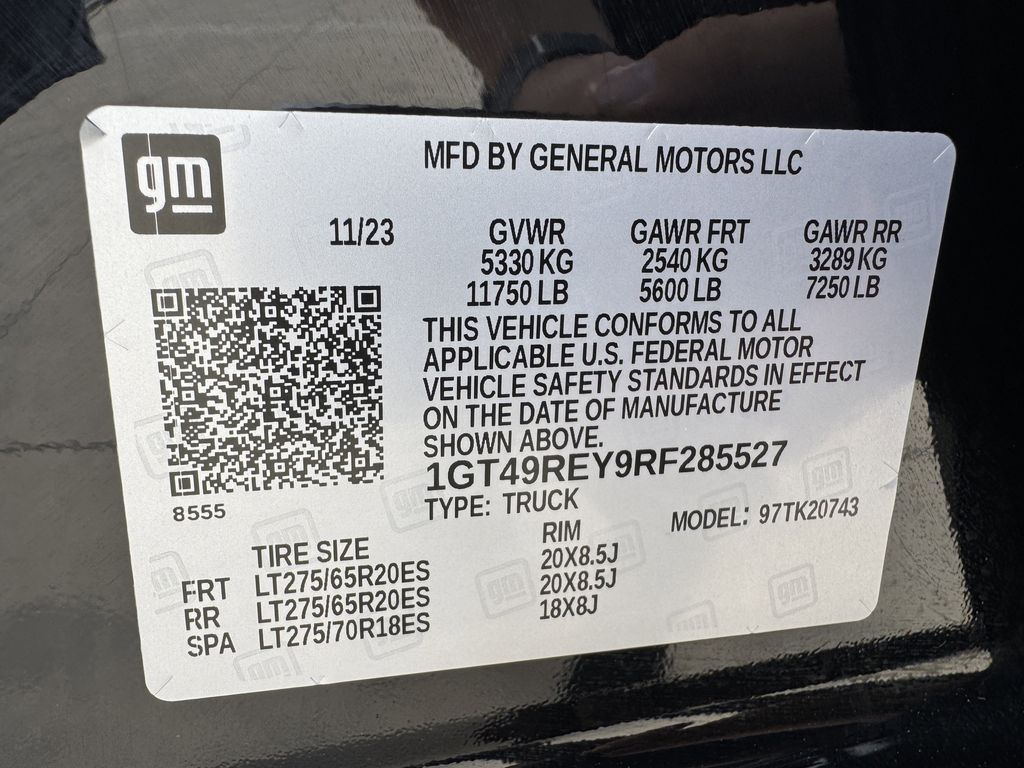 gm
MFD BY GENERAL MOTORS LLC
11/23 GVWR GAWR FRT GAWR RR
5330 KG 2540 KG 3289 KG
11750 LB 5600 LB 7250 LB
THIS VEHICLE CONFORMS TO ALL
APPLICABLE U.S. FEDERAL MOTOR
VEHICLE SAFETY STANDARDS IN EFFECT
ON THE DATE OF MANUFACTURE
SHOWN ABOVE.
1GT49REY9RF285527
8555
TYPE: TRUCK
MODEL: 97TK20743
TIRE SIZE RIM
FRT LT275/65R20ES 20X8.5J
RR LT275/65R20ES 20X8.5J
SPA LT275/70R18ES 18X8J